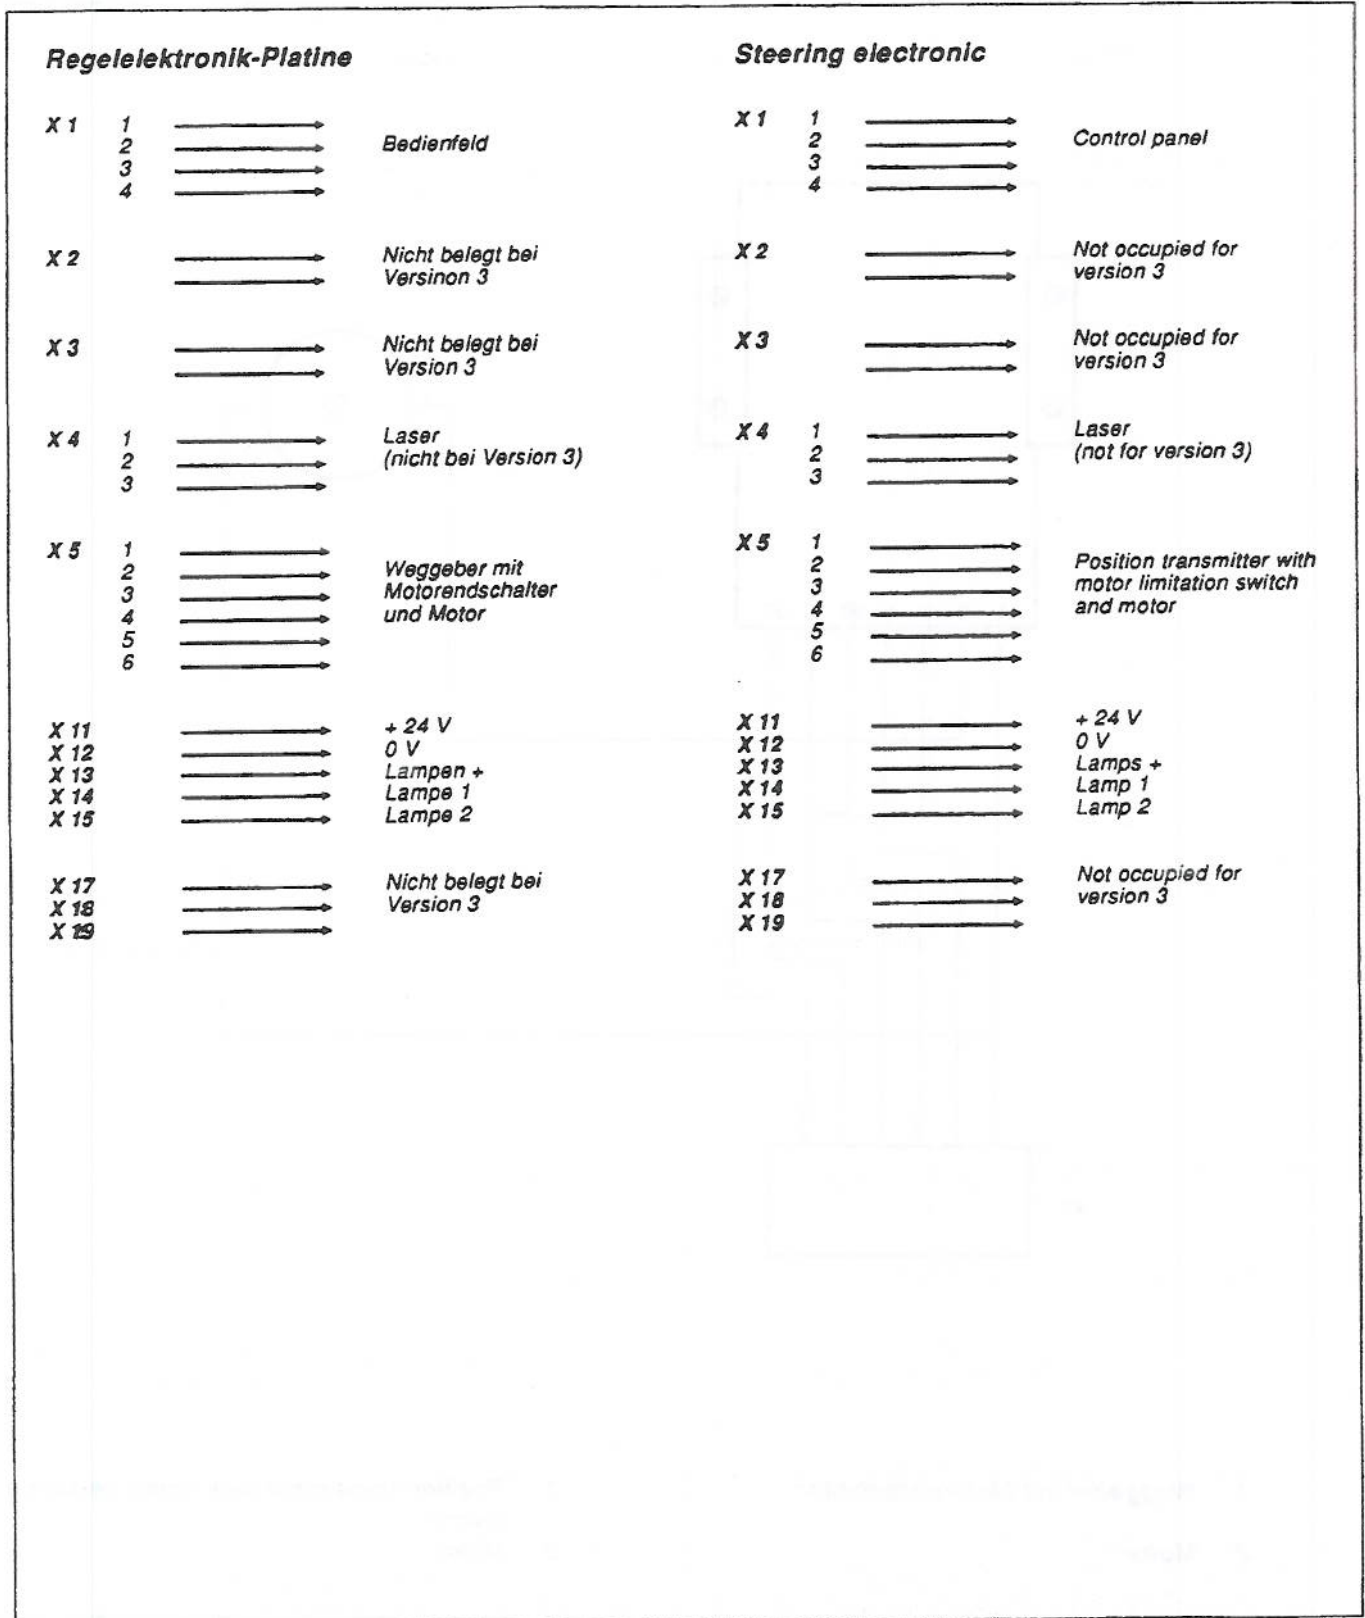 Regelelektronik-Platine
X 1 1
2 Bedienfeld
3
4
X 2 Nicht belegt bei
Versinon 3
X 3 Nicht belegt bei
Version 3
X 4 1 Laser
2 (nicht bei Version 3)
3
X 5 1
2 Weggeber mit
3 Motorendschalter
4 und Motor
5
6
X 11 + 24 V
X 12 0 V
X 13 Lampen +
X 14 Lampe 1
X 15 Lampe 2
X 17 Nicht belegt bei
X 18 Version 3
X 19
Steering electronic
X 1 1
2 Control panel
3
4
X 2 Not occupied for
version 3
X 3 Not occupied for
version 3
X 4 1 Laser
2 (not for version 3)
3
X 5 1
2 Position transmitter with
3 motor limitation switch
4 and motor
5
6
X 11 + 24 V
X 12 0 V
X 13 Lamps +
X 14 Lamp 1
X 15 Lamp 2
X 17 Not occupied for
X 18 version 3
X 19